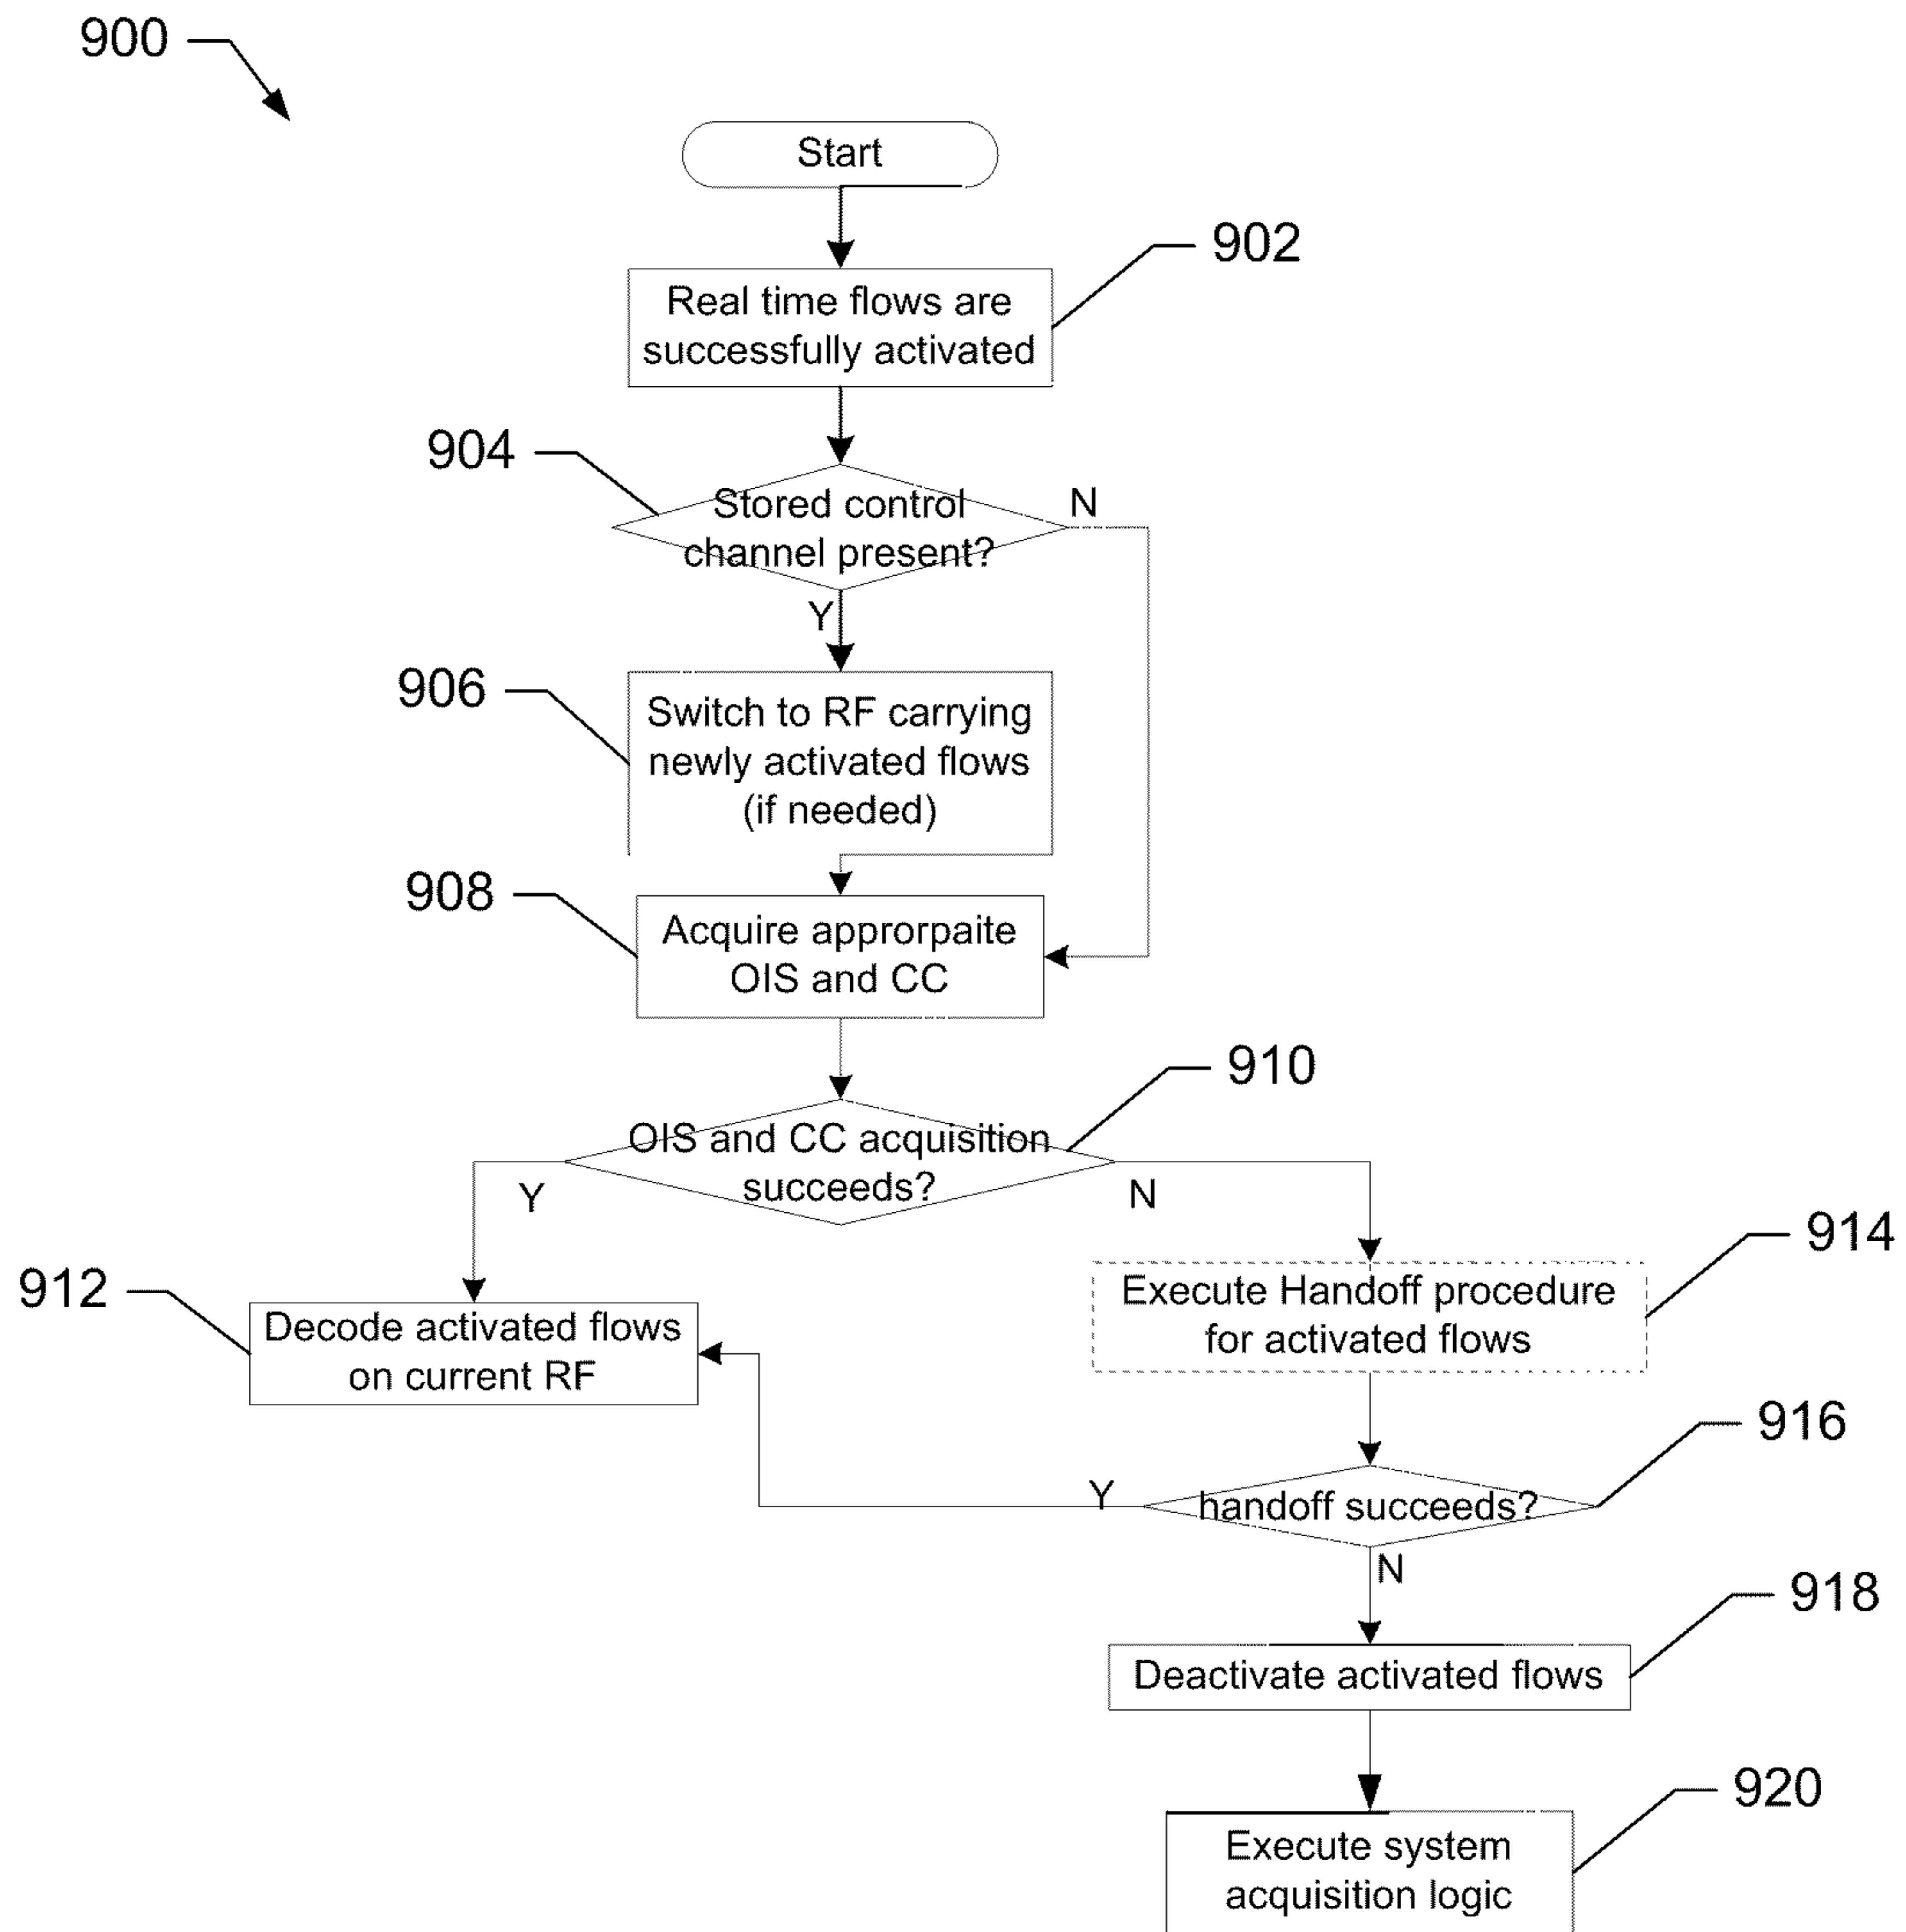 900
Start
902
Real time flows are
successfully activated
904
Stored control
channel present?
N
Y
906
Switch to RF carrying
newly activated flows
(if needed)
908
Acquire approrpaite
OIS and CC
910
OIS and CC acquisition
succeeds?
Y
N
912
Decode activated flows
on current RF
914
Execute Handoff procedure
for activated flows
916
handoff succeeds?
Y
N
918
Deactivate activated flows
920
Execute system
acquisition logic